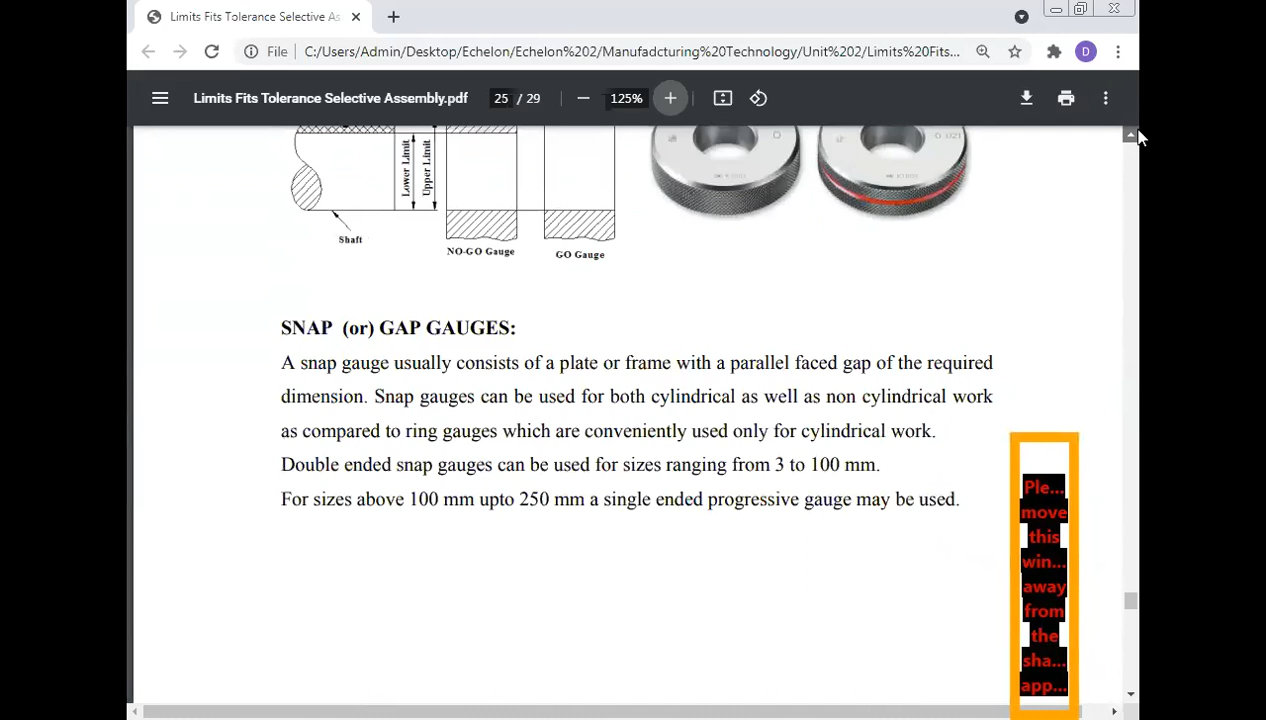 Limits Fits Tolerance Selective As
File C:/Users/Admin/Desktop/Echelon/Echelon%202/Manufadcturing%20Technology/Unit%202/Limits%20Fits... D
Limits Fits Tolerance Selective Assembly.pdf 25 / 29 125%
Lower Limit
Upper Limit
Shaft
NO-GO Gauge
GO Gauge
SNAP (or) GAP GAUGES:
A snap gauge usually consists of a plate or frame with a parallel faced gap of the required
dimension. Snap gauges can be used for both cylindrical as well as non cylindrical work
as compared to ring gauges which are conveniently used only for cylindrical work.
Double ended snap gauges can be used for sizes ranging from 3 to 100 mm.
For sizes above 100 mm upto 250 mm a single ended progressive gauge may be used.
Ple...
move
this
win...
away
from
the
sha...
app...